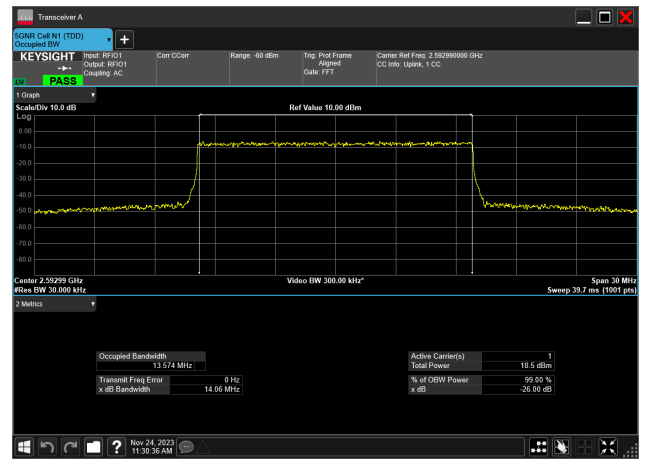 Transceiver A
5GNR Cell N1 (TDD)
Occupied BW
KEYSIGHT
Input: RFIO1
Output: RFIO1
Coupling: AC
Corr CCorr
Range: -60 dBm
Trig: Prot Frame
Aligned
Gate: FFT
Carrier Ref Freq: 2.592990000 GHz
CC Info: Uplink, 1 CC
PASS
1 Graph
Scale/Div 10.0 dB
Ref Value 10.00 dBm
Log
0.00
-10.0
-20.0
-30.0
-40.0
-50.0
-60.0
-70.0
-80.0
Center 2.59299 GHz
Video BW 300.00 kHz*
Span 30 MHz
#Res BW 30.000 kHz
Sweep 39.7 ms (1001 pts)
2 Metrics
Occupied Bandwidth
13.574 MHz
Transmit Freq Error 0 Hz
x dB Bandwidth 14.06 MHz
Active Carrier(s) 1
Total Power 18.5 dBm
% of OBW Power 99.00 %
x dB -26.00 dB
?
Nov 24, 2023
11:30:36 AM